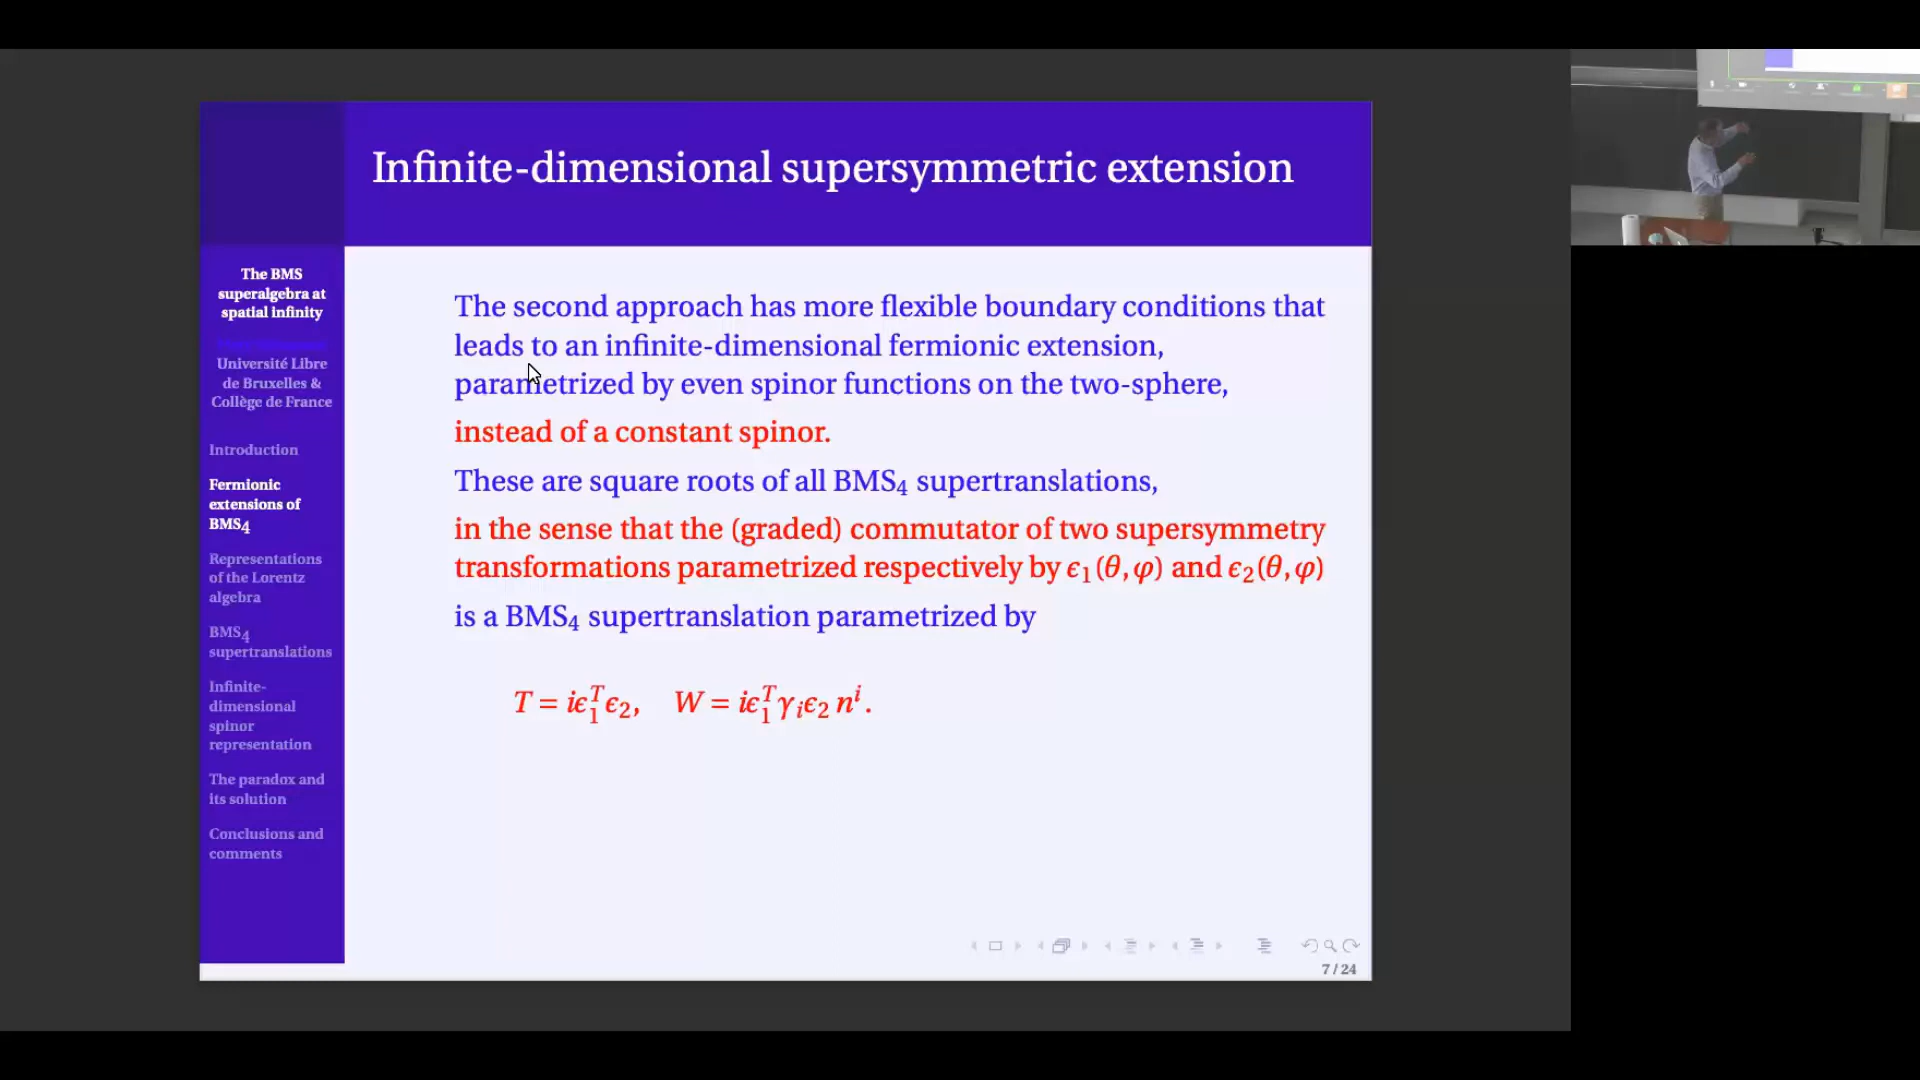 Infinite-dimensional supersymmetric extension
The BMS
superalgebra at
spatial infinity
Université Libre
de Bruxelles &
Collège de France
Introduction
Fermionic
extensions of
BMS₄
Representations
of the Lorentz
algebra
BMS₄
supertranslations
Infinite-
dimensional
spinor
representation
The paradox and
its solution
Conclusions and
comments
The second approach has more flexible boundary conditions that
leads to an infinite-dimensional fermionic extension,
parametrized by even spinor functions on the two-sphere,
instead of a constant spinor.
These are square roots of all BMS₄ supertranslations,
in the sense that the (graded) commutator of two supersymmetry
transformations parametrized respectively by ϵ₁(θ,φ) and ϵ₂(θ,φ)
is a BMS₄ supertranslation parametrized by
T = iϵ₁ᵀϵ₂, W = iϵ₁ᵀγᵢϵ₂ nⁱ.
7 / 24